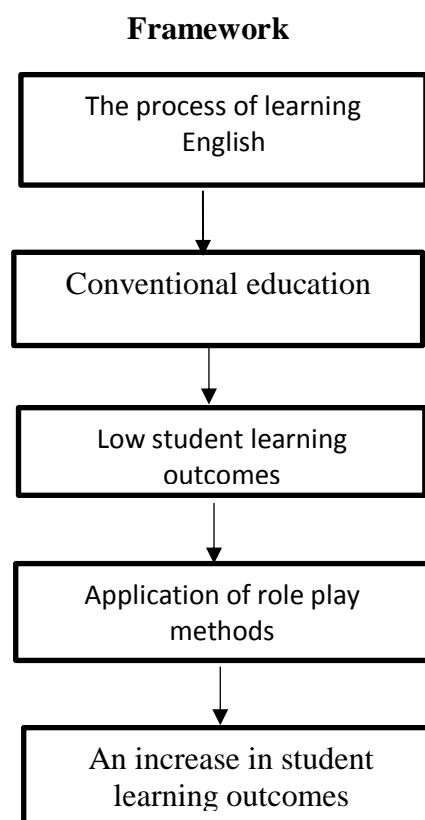 Framework
The process of learning
English
Conventional education
Low student learning
outcomes
Application of role play
methods
An increase in student
learning outcomes